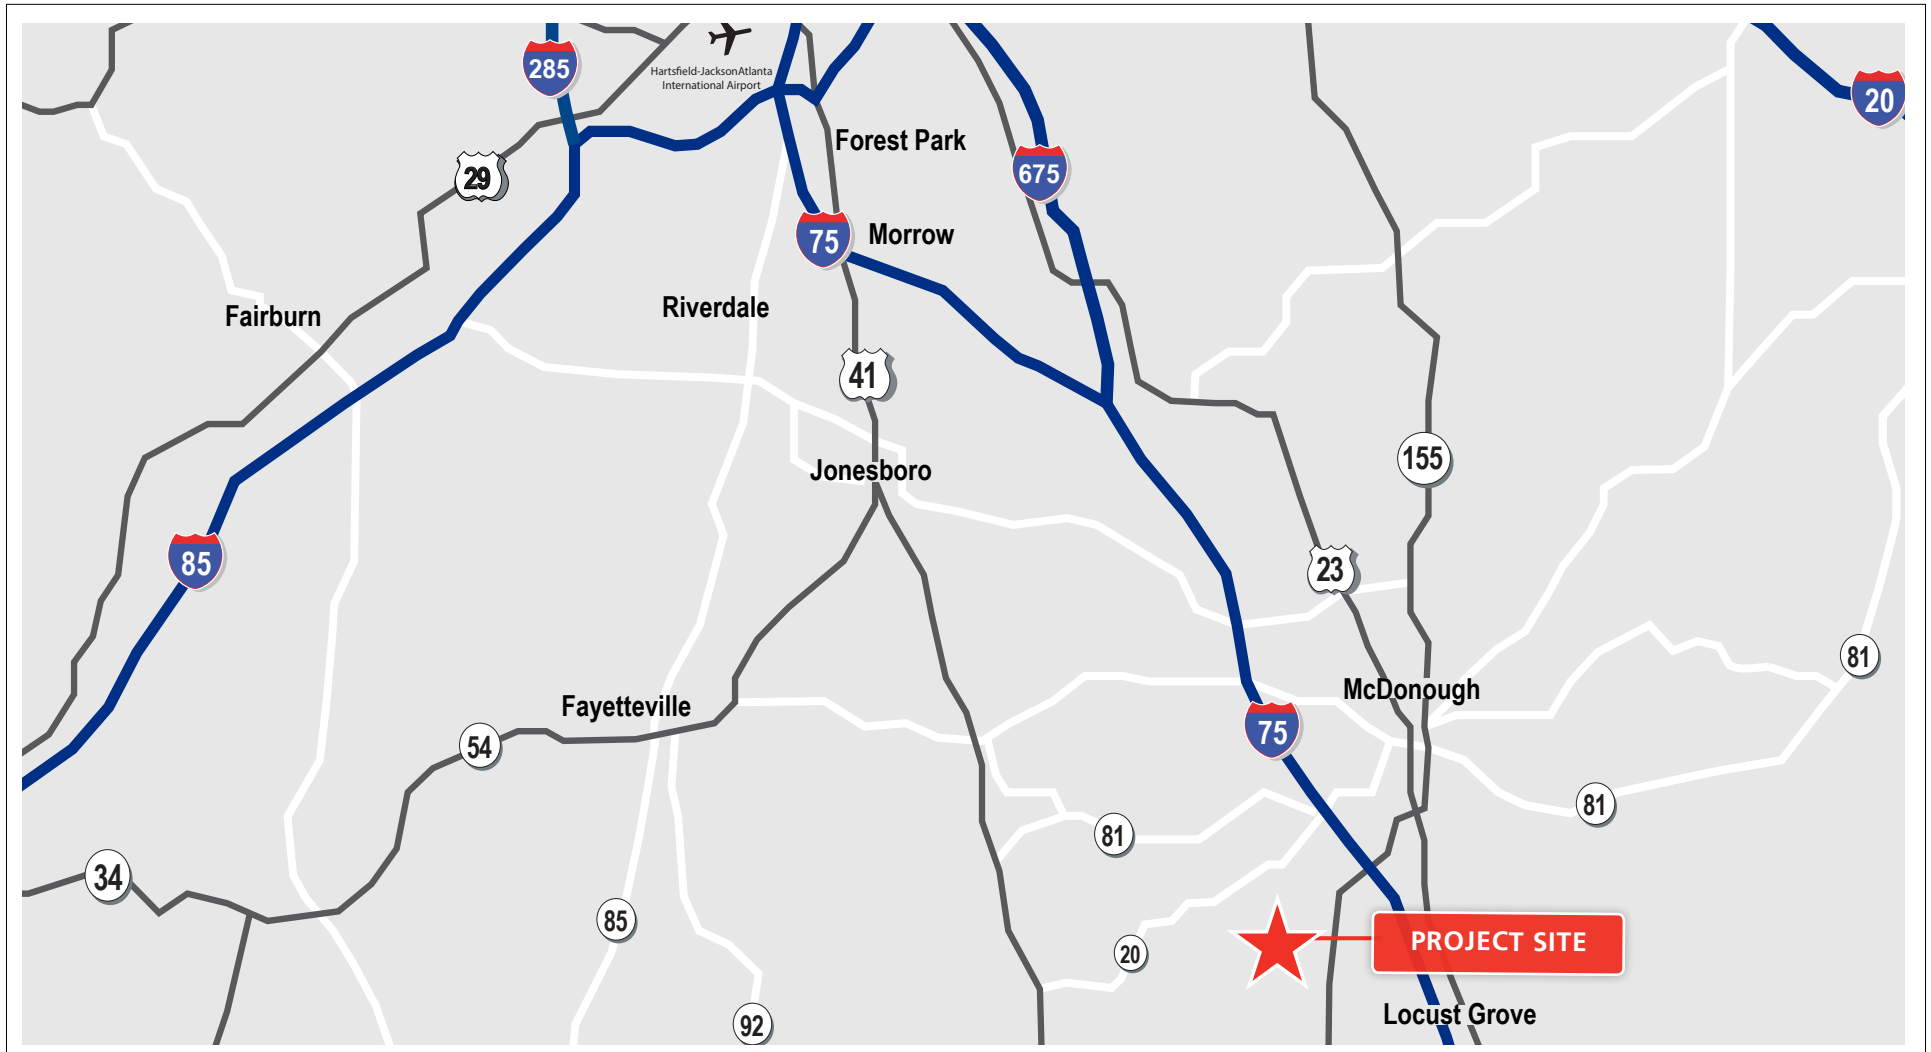 285
Hartsfield-JacksonAtlanta
International Airport
20
Forest Park
29
675
75
Morrow
Riverdale
Fairburn
41
155
Jonesboro
85
23
81
McDonough
Fayetteville
75
54
81
81
34
85
PROJECT SITE
20
Locust Grove
92